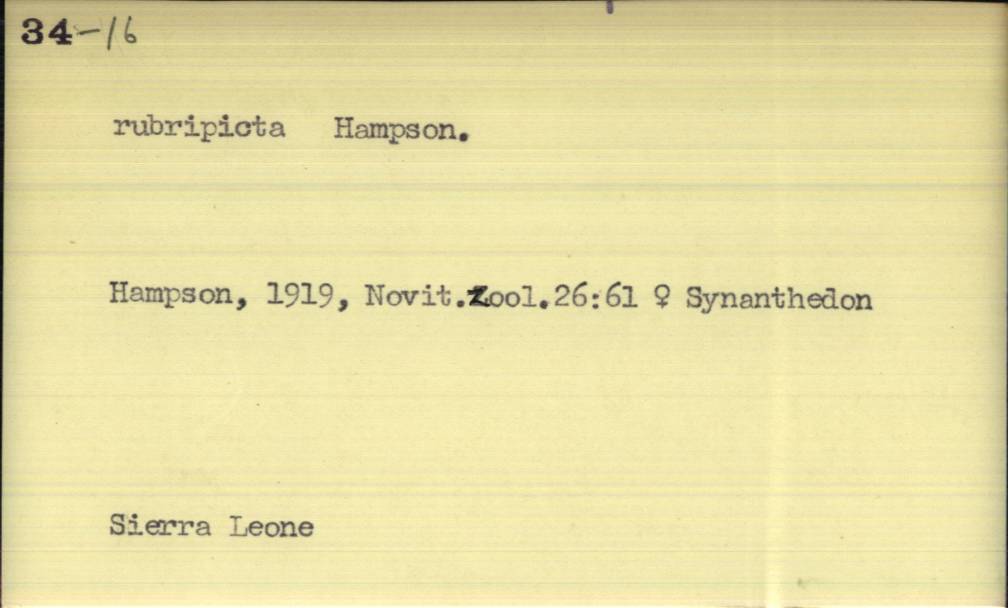 34-16
rubripicta Hampson.
Hampson, 1919, Novit.Zool.26:61 ♀ Synanthedon
Sierra Leone